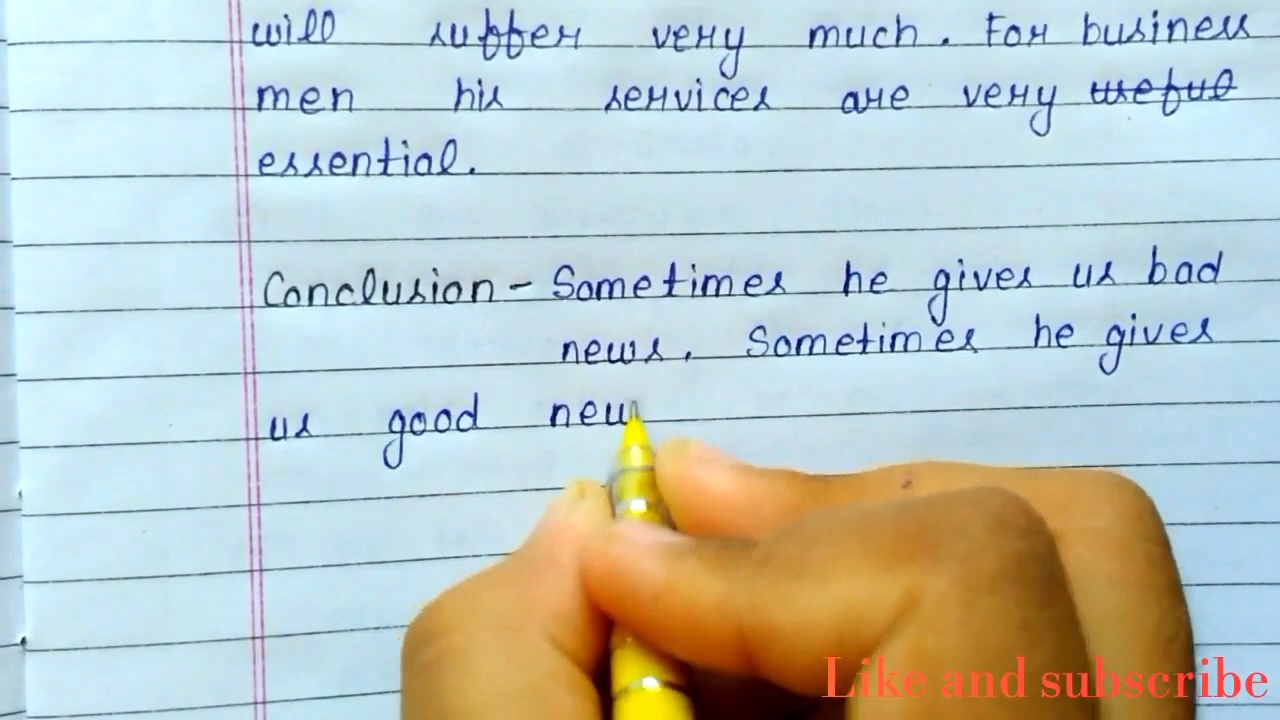 will suffer very much. For business
men his services are very useful
essential.
Conclusion - Sometimes he gives us bad
news. Sometimes he gives
us good new
Like and subscribe